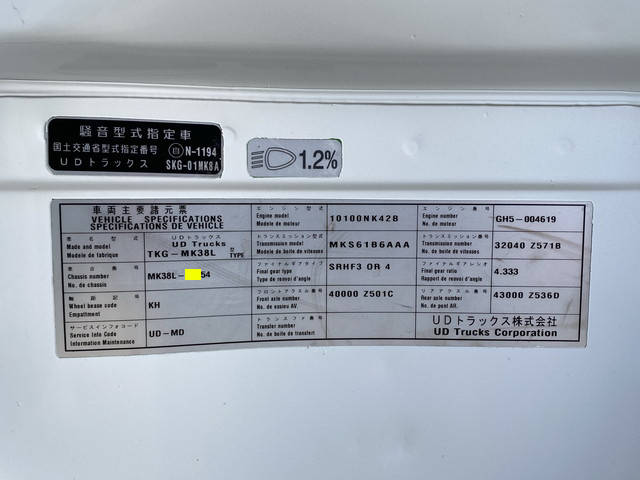 騒音型式指定車
国土交通省型式指定番号 自 N-1194
UDトラックス SKG-01MK8A
1.2%
車両主要諸元票
VEHICLE SPECIFICATIONS
SPECIFICATIONS DE VEHICLE
車名型式 UDトラックス
Made and model UD Trucks
Modele de fabrique TKG-MK38L 型 TYPE
車台番号
Chassis number MK38L- 54
No. de chassis
軸距記号
Wheel base code KH
Empattement
サービスインフォコード
Service Info Code UD-MD
Information Maintenance
エンジン型式
Engine model 10100NK42B
Modele de moteur
トランスミッション型式
Transmission model MKS61B6AAA
Modele de boite de vitesses
ファイナルギアタイプ
Final gear type SRHF3 OR 4
Type de renvoi d'angle
フロントアクスル番号
Front axle number 40000 Z501C
No. de essieu AV.
トランスファ番号
Transfer number
No. de boite de transfert
エンジン番号
Engine number GH5-004619
No. de moteur
トランスミッション番号
Transmission number 32040 Z571B
No. de boite de vitesses
ファイナルギアレシオ
Final gear ratio 4.333
Rapport de renvoi d'angle
リヤアクスル番号
Rear axle number 43000 Z536D
No. de pont AR.
UDトラックス株式会社
UD Trucks Corporation